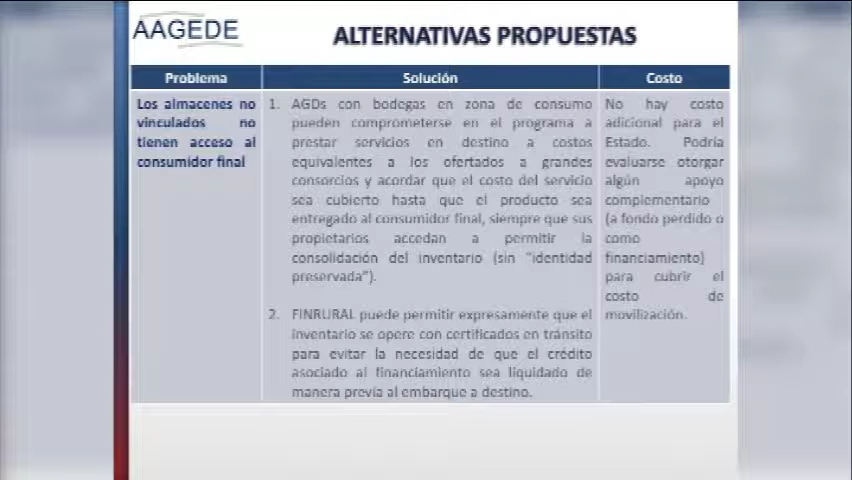 AAGEDE
ALTERNATIVAS PROPUESTAS
Problema
Solución
Costo
Los almacenes no
vinculados no
tienen acceso al
consumidor final
1. AGDs con bodegas en zona de consumo
pueden comprometerse en el programa a
prestar servicios en destino a costos
equivalentes a los ofertados a grandes
consorcios y acordar que el costo del servicio
sea cubierto hasta que el producto sea
entregado al consumidor final, siempre que sus
propietarios accedan a permitir la
consolidación del inventario (sin "identidad
preservada").
2. FINRURAL puede permitir expresamente que el
inventario se opere con certificados en tránsito
para evitar la necesidad de que el crédito
asociado al financiamiento sea liquidado de
manera previa al embarque a destino.
No hay costo
adicional para el
Estado. Podría
evaluarse otorgar
algún apoyo
complementario
(a fondo perdido o
como
financiamiento)
para cubrir el
costo de
movilización.